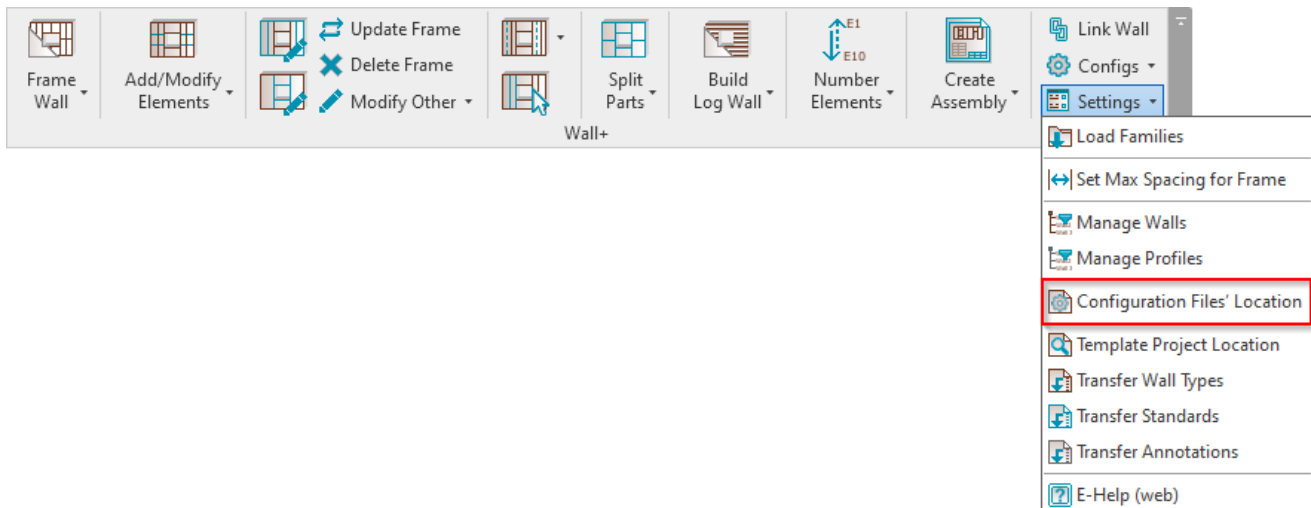 Frame
Wall
Add/Modify
Elements
Update Frame
Delete Frame
Modify Other
Split
Parts
Build
Log Wall
E1
E10
Number
Elements
Create
Assembly
Link Wall
Configs
Settings
Wall+
Load Families
Set Max Spacing for Frame
Manage Walls
Manage Profiles
Configuration Files' Location
Template Project Location
Transfer Wall Types
Transfer Standards
Transfer Annotations
E-Help (web)